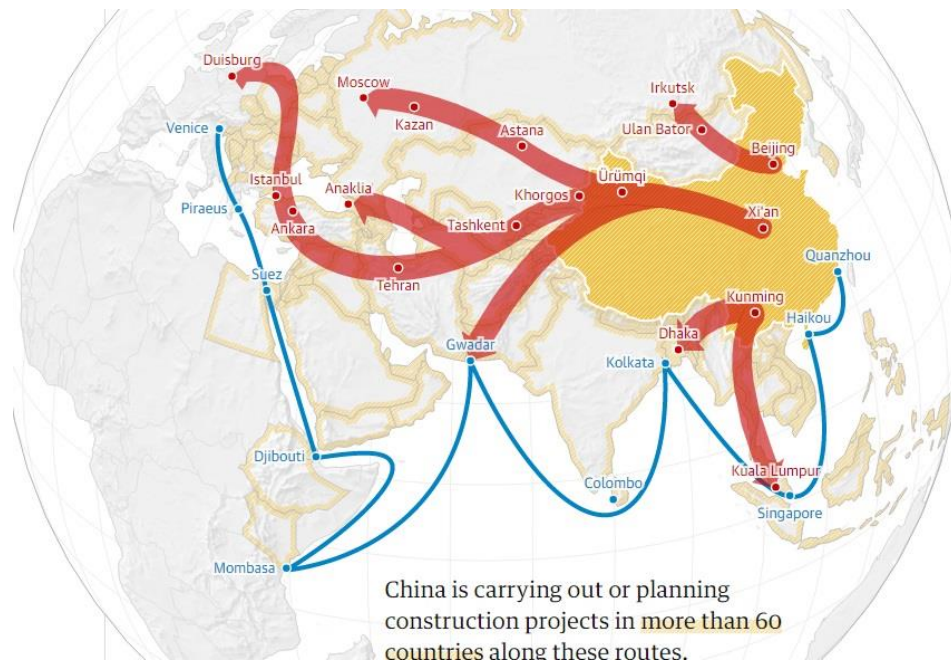 Duisburg
Moscow
Irkutsk
Kazan
Venice
Ulan Bator
Astana
Beijing
Istanbul
Anaklia
Ürümqi
Khorgos
Piraeus
Ankara
Tashkent
Xi'an
Quanzhou
Suez
Tehran
Kunming
Haikou
Dhaka
Gwadar
Kolkata
Djibouti
Kuala Lumpur
Colombo
Singapore
Mombasa
China is carrying out or planning
construction projects in more than 60
countries along these routes.